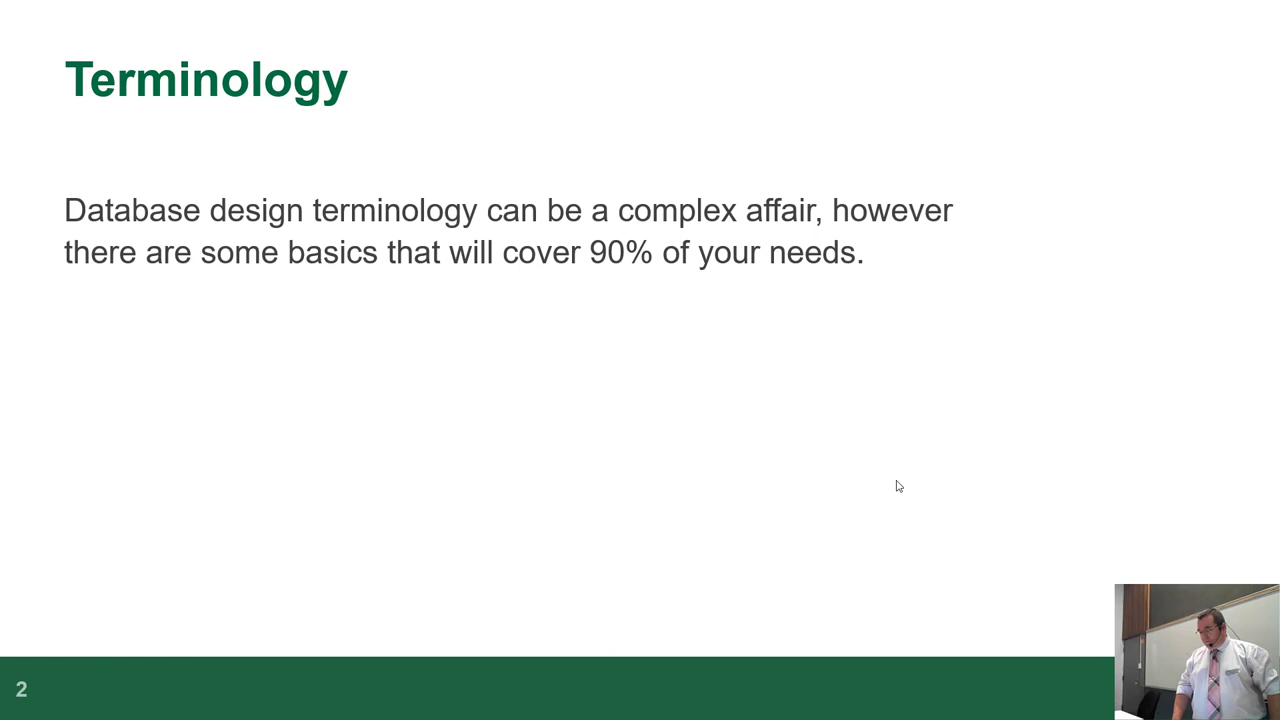 Terminology
Database design terminology can be a complex affair, however
there are some basics that will cover 90% of your needs.
2